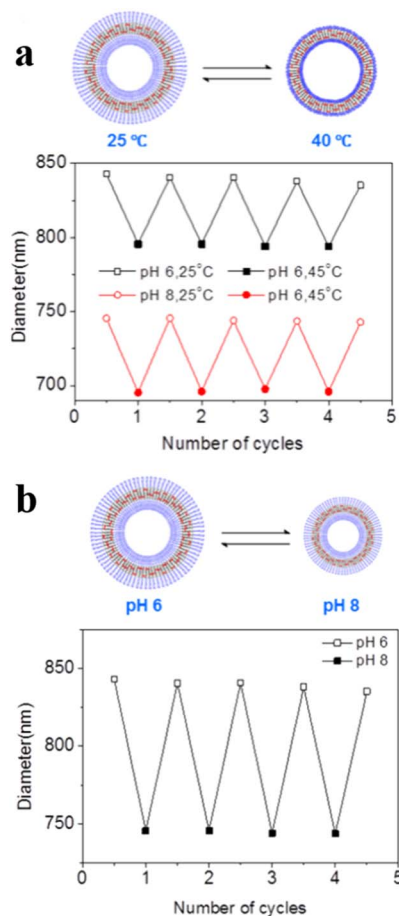 a
25 ℃ 40 ℃
850
800
750
700
Diameter(nm)
pH 6,25°C pH 6,45°C
pH 8,25°C pH 6,45°C
0 1 2 3 4 5
Number of cycles
b
pH 6 pH 8
850
800
750
Diameter(nm)
pH 6
pH 8
0 1 2 3 4 5
Number of cycles